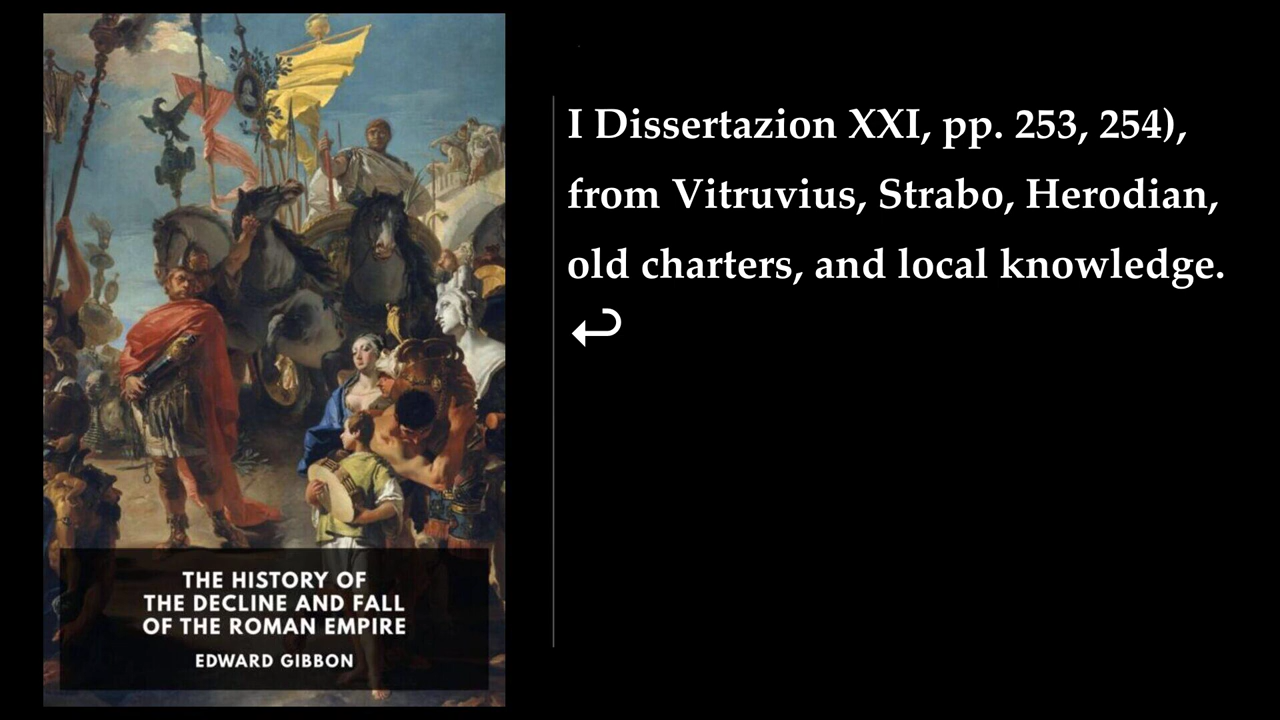 I Dissertazion XXI, pp. 253, 254),
from Vitruvius, Strabo, Herodian,
old charters, and local knowledge.
↩
THE HISTORY OF
THE DECLINE AND FALL
OF THE ROMAN EMPIRE
EDWARD GIBBON